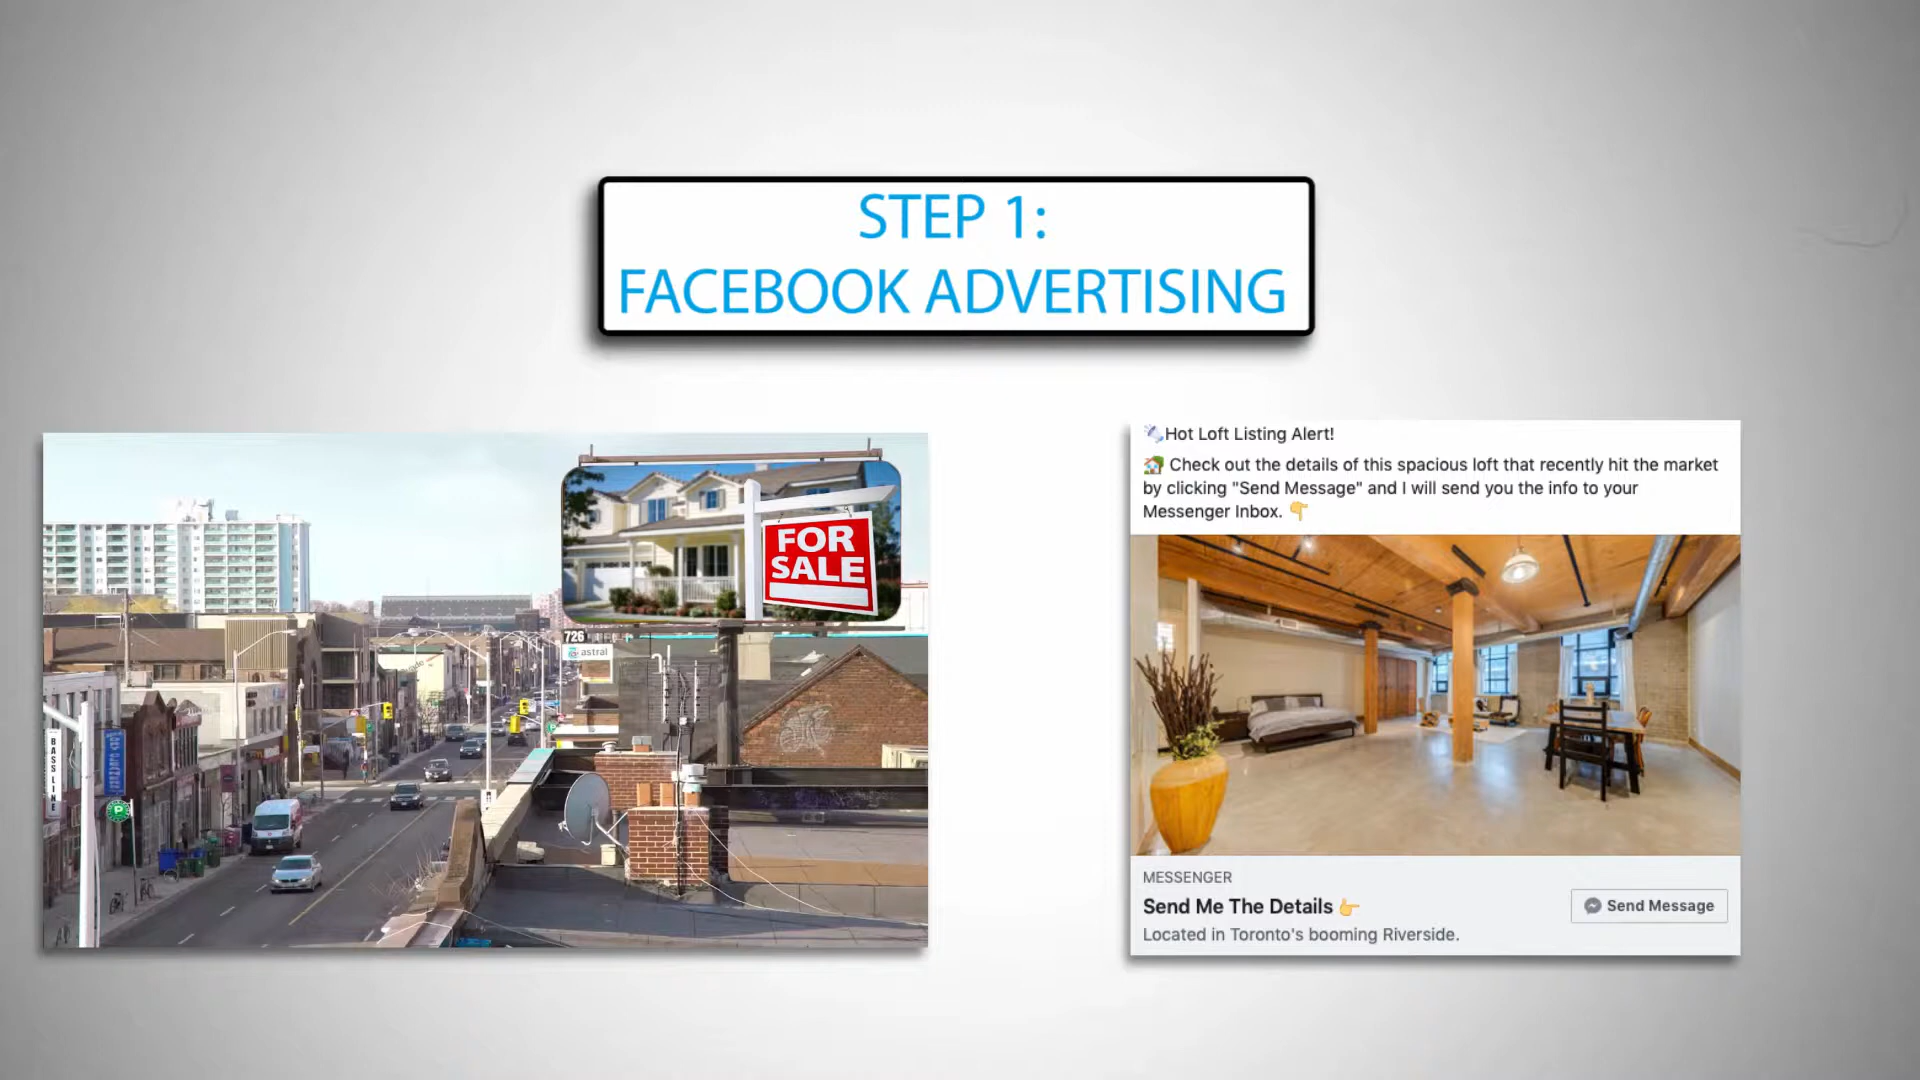 STEP 1:
FACEBOOK ADVERTISING
FOR
SALE
726
astral
BASS LINE
P
Hot Loft Listing Alert!
Check out the details of this spacious loft that recently hit the market
by clicking "Send Message" and I will send you the info to your
Messenger Inbox.
MESSENGER
Send Me The Details
Send Message
Located in Toronto's booming Riverside.